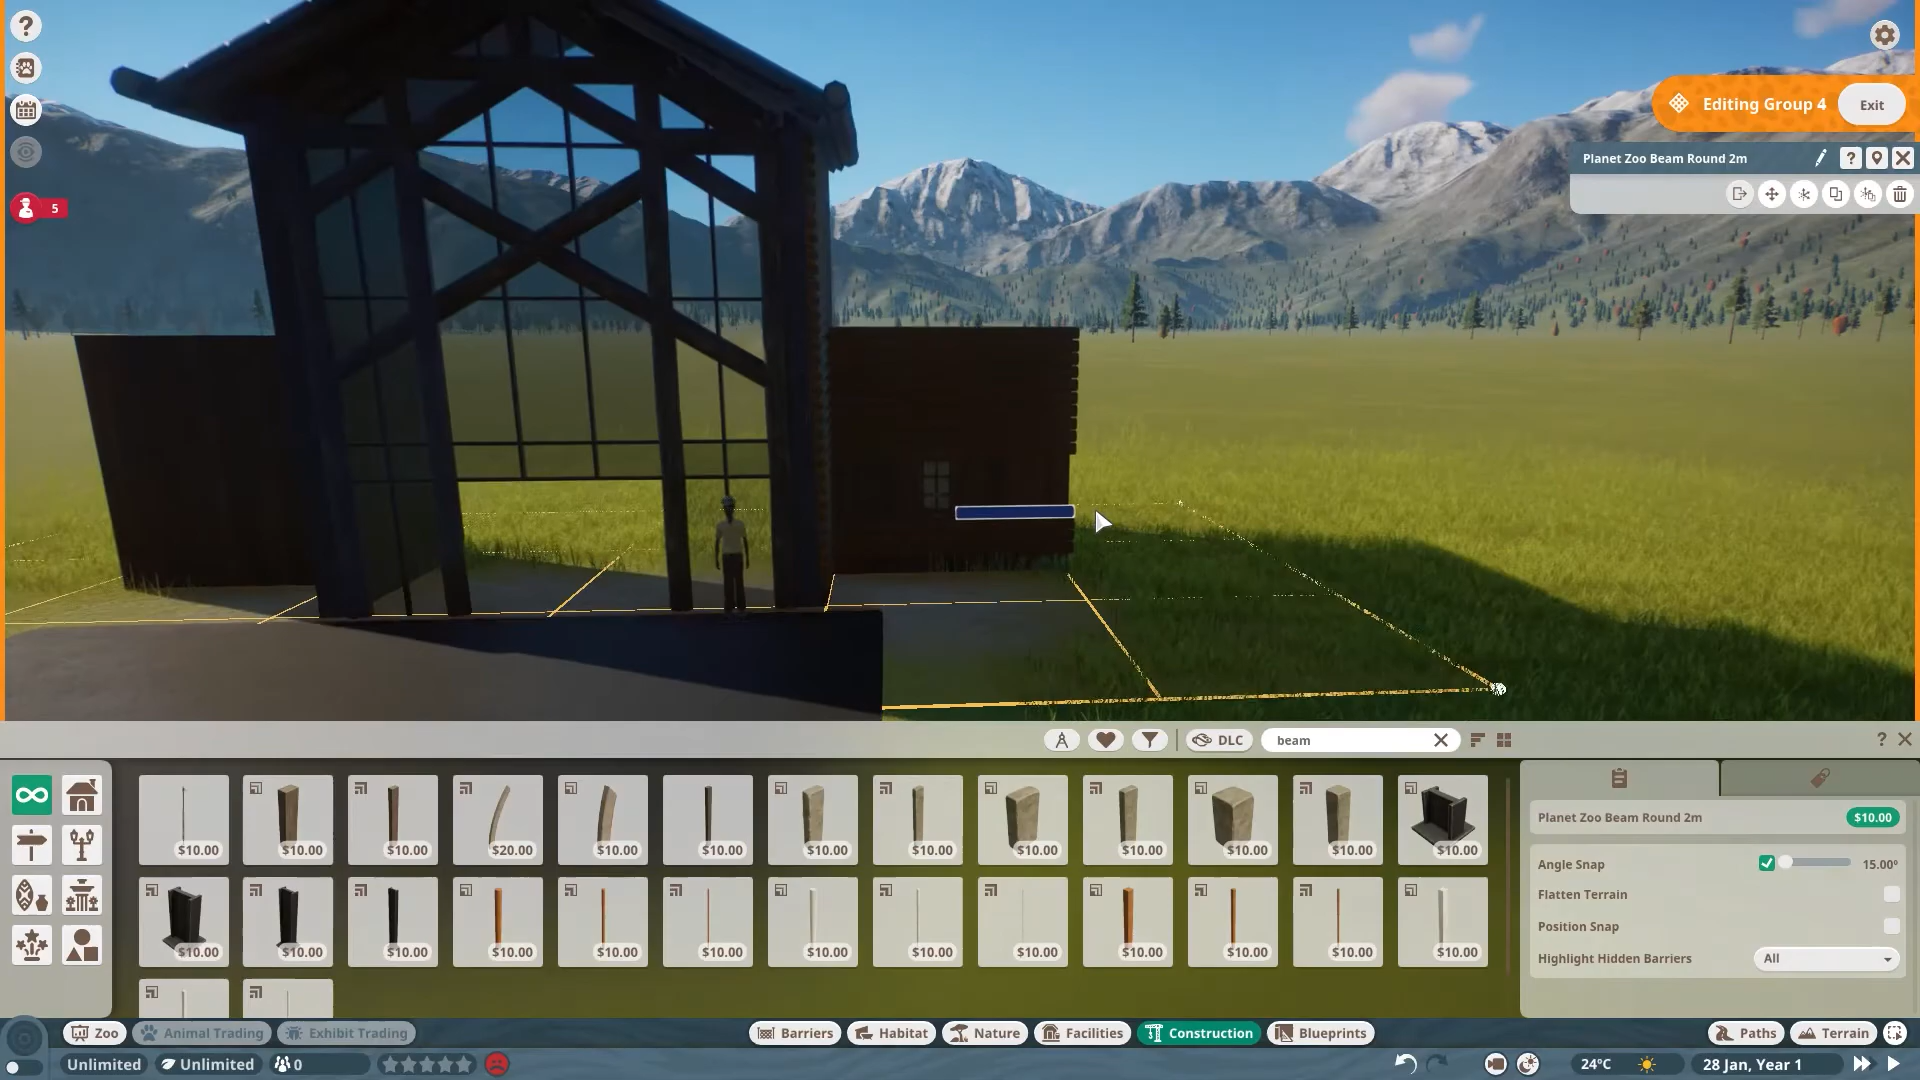 ?
Editing Group 4
Exit
Planet Zoo Beam Round 2m
?
5
DLC
beam
?
$10.00 $10.00 $10.00 $20.00 $10.00 $10.00 $10.00 $10.00 $10.00 $10.00 $10.00 $10.00 $10.00
$10.00 $10.00 $10.00 $10.00 $10.00 $10.00 $10.00 $10.00 $10.00 $10.00 $10.00 $10.00 $10.00
Planet Zoo Beam Round 2m $10.00
Angle Snap 15.00°
Flatten Terrain
Position Snap
Highlight Hidden Barriers All
Zoo Animal Trading Exhibit Trading Barriers Habitat Nature Facilities Construction Blueprints Paths Terrain
Unlimited Unlimited 0 24°C 28 Jan, Year 1